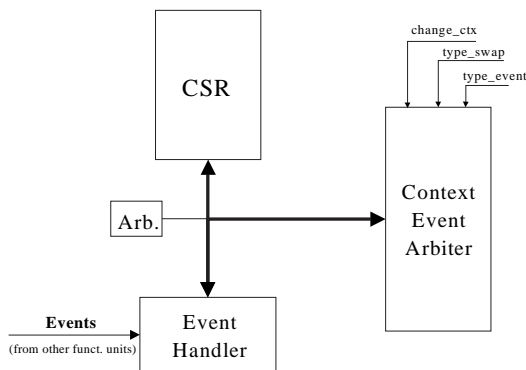 change_ctx
type_swap
type_event
CSR
Context
Event
Arbiter
Arb.
Events
(from other funct. units)
Event
Handler